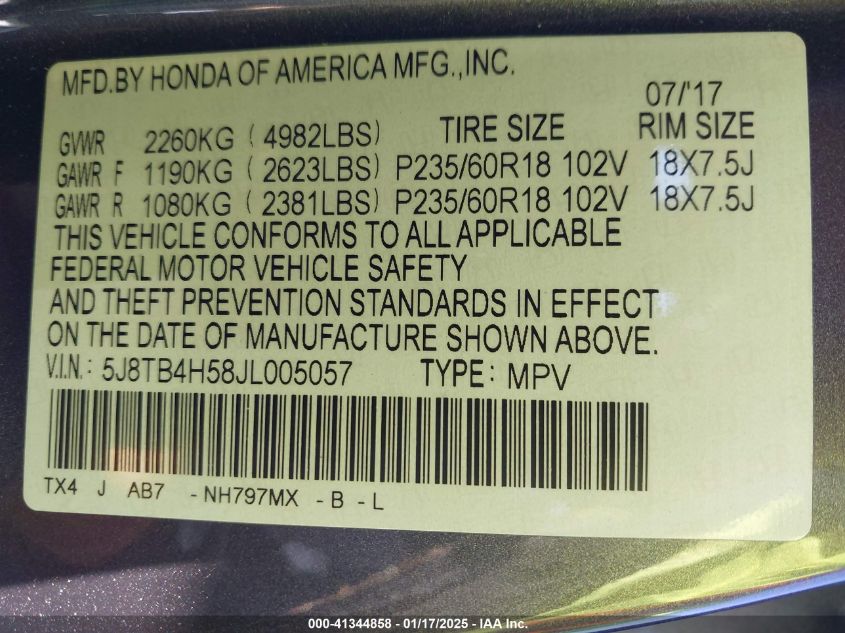 MFD.BY HONDA OF AMERICA MFG.,INC.
07/'17
GVWR 2260KG ( 4982LBS) TIRE SIZE RIM SIZE
GAWR F 1190KG ( 2623LBS) P235/60R18 102V 18X7.5J
GAWR R 1080KG ( 2381LBS) P235/60R18 102V 18X7.5J
THIS VEHICLE CONFORMS TO ALL APPLICABLE
FEDERAL MOTOR VEHICLE SAFETY
AND THEFT PREVENTION STANDARDS IN EFFECT
ON THE DATE OF MANUFACTURE SHOWN ABOVE.
V.I.N.: 5J8TB4H58JL005057 TYPE: MPV
TX4 J AB7 -NH797MX -B -L
000-41344858 - 01/17/2025 - IAA Inc.